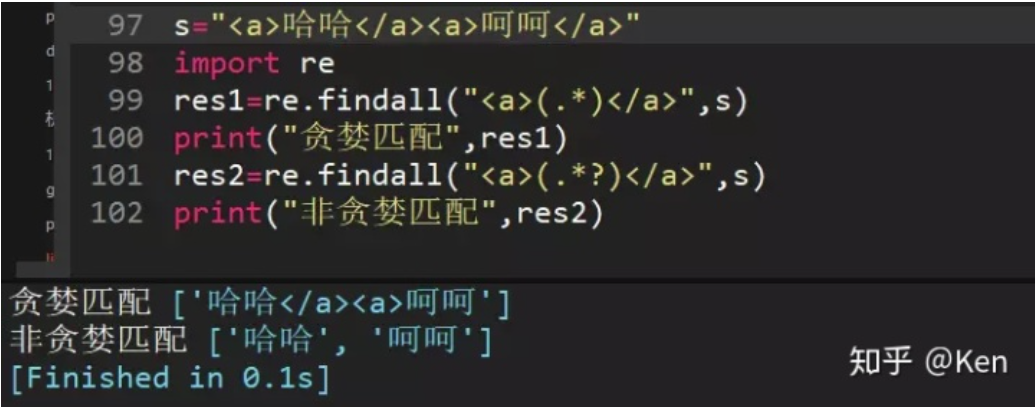 97 s="<a>哈哈</a><a>呵呵</a>"
98 import re
99 res1=re.findall("<a>(.*)</a>",s)
100 print("贪婪匹配",res1)
101 res2=re.findall("<a>(.*?)</a>",s)
102 print("非贪婪匹配",res2)
贪婪匹配 ['哈哈</a><a>呵呵']
非贪婪匹配 ['哈哈', '呵呵']
[Finished in 0.1s]
知乎 @Ken